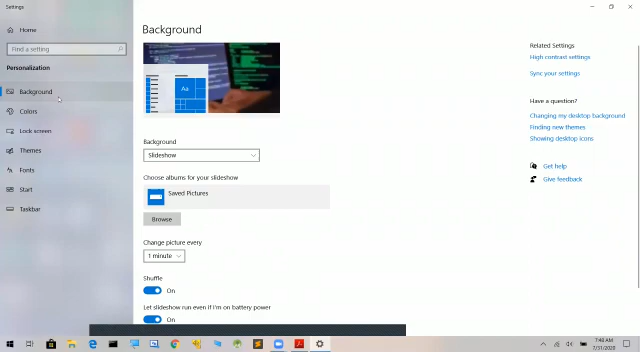 Settings
Home
Find a setting
Personalization
Background
Colors
Lock screen
Themes
Fonts
Start
Taskbar
Background
Aa
Background
Slideshow
Choose albums for your slideshow
Saved Pictures
Browse
Change picture every
1 minute
Shuffle
On
Let slideshow run even if I'm on battery power
On
Related Settings
High contrast settings
Sync your settings
Have a question?
Changing my desktop background
Finding new themes
Showing desktop icons
Get help
Give feedback
7:40 AM
7/31/2020